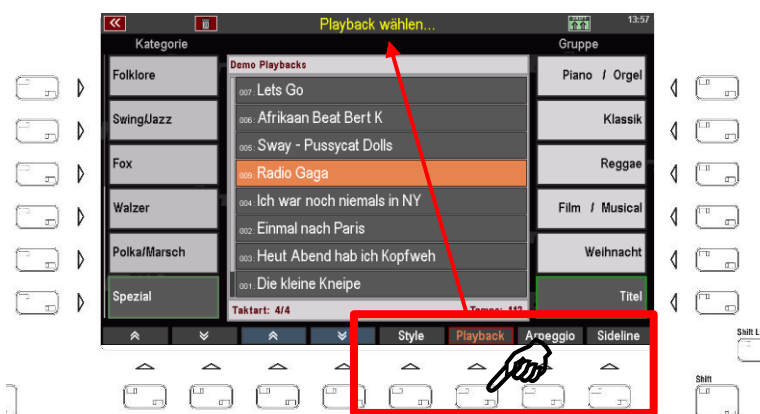 Playback wählen...
SHIFT
13:57
Kategorie
Gruppe
Folklore
Swing/Jazz
Fox
Walzer
Polka/Marsch
Spezial
Demo Playbacks
007: Lets Go
006: Afrikaan Beat Bert K
005: Sway - Pussycat Dolls
009: Radio Gaga
004: Ich war noch niemals in NY
002: Einmal nach Paris
003: Heut Abend hab ich Kopfweh
001: Die kleine Kneipe
Taktart: 4/4
Piano / Orgel
Klassik
Reggae
Film / Musical
Weihnacht
Titel
Style
Playback
Arpeggio
Sideline
Shift L
Shift